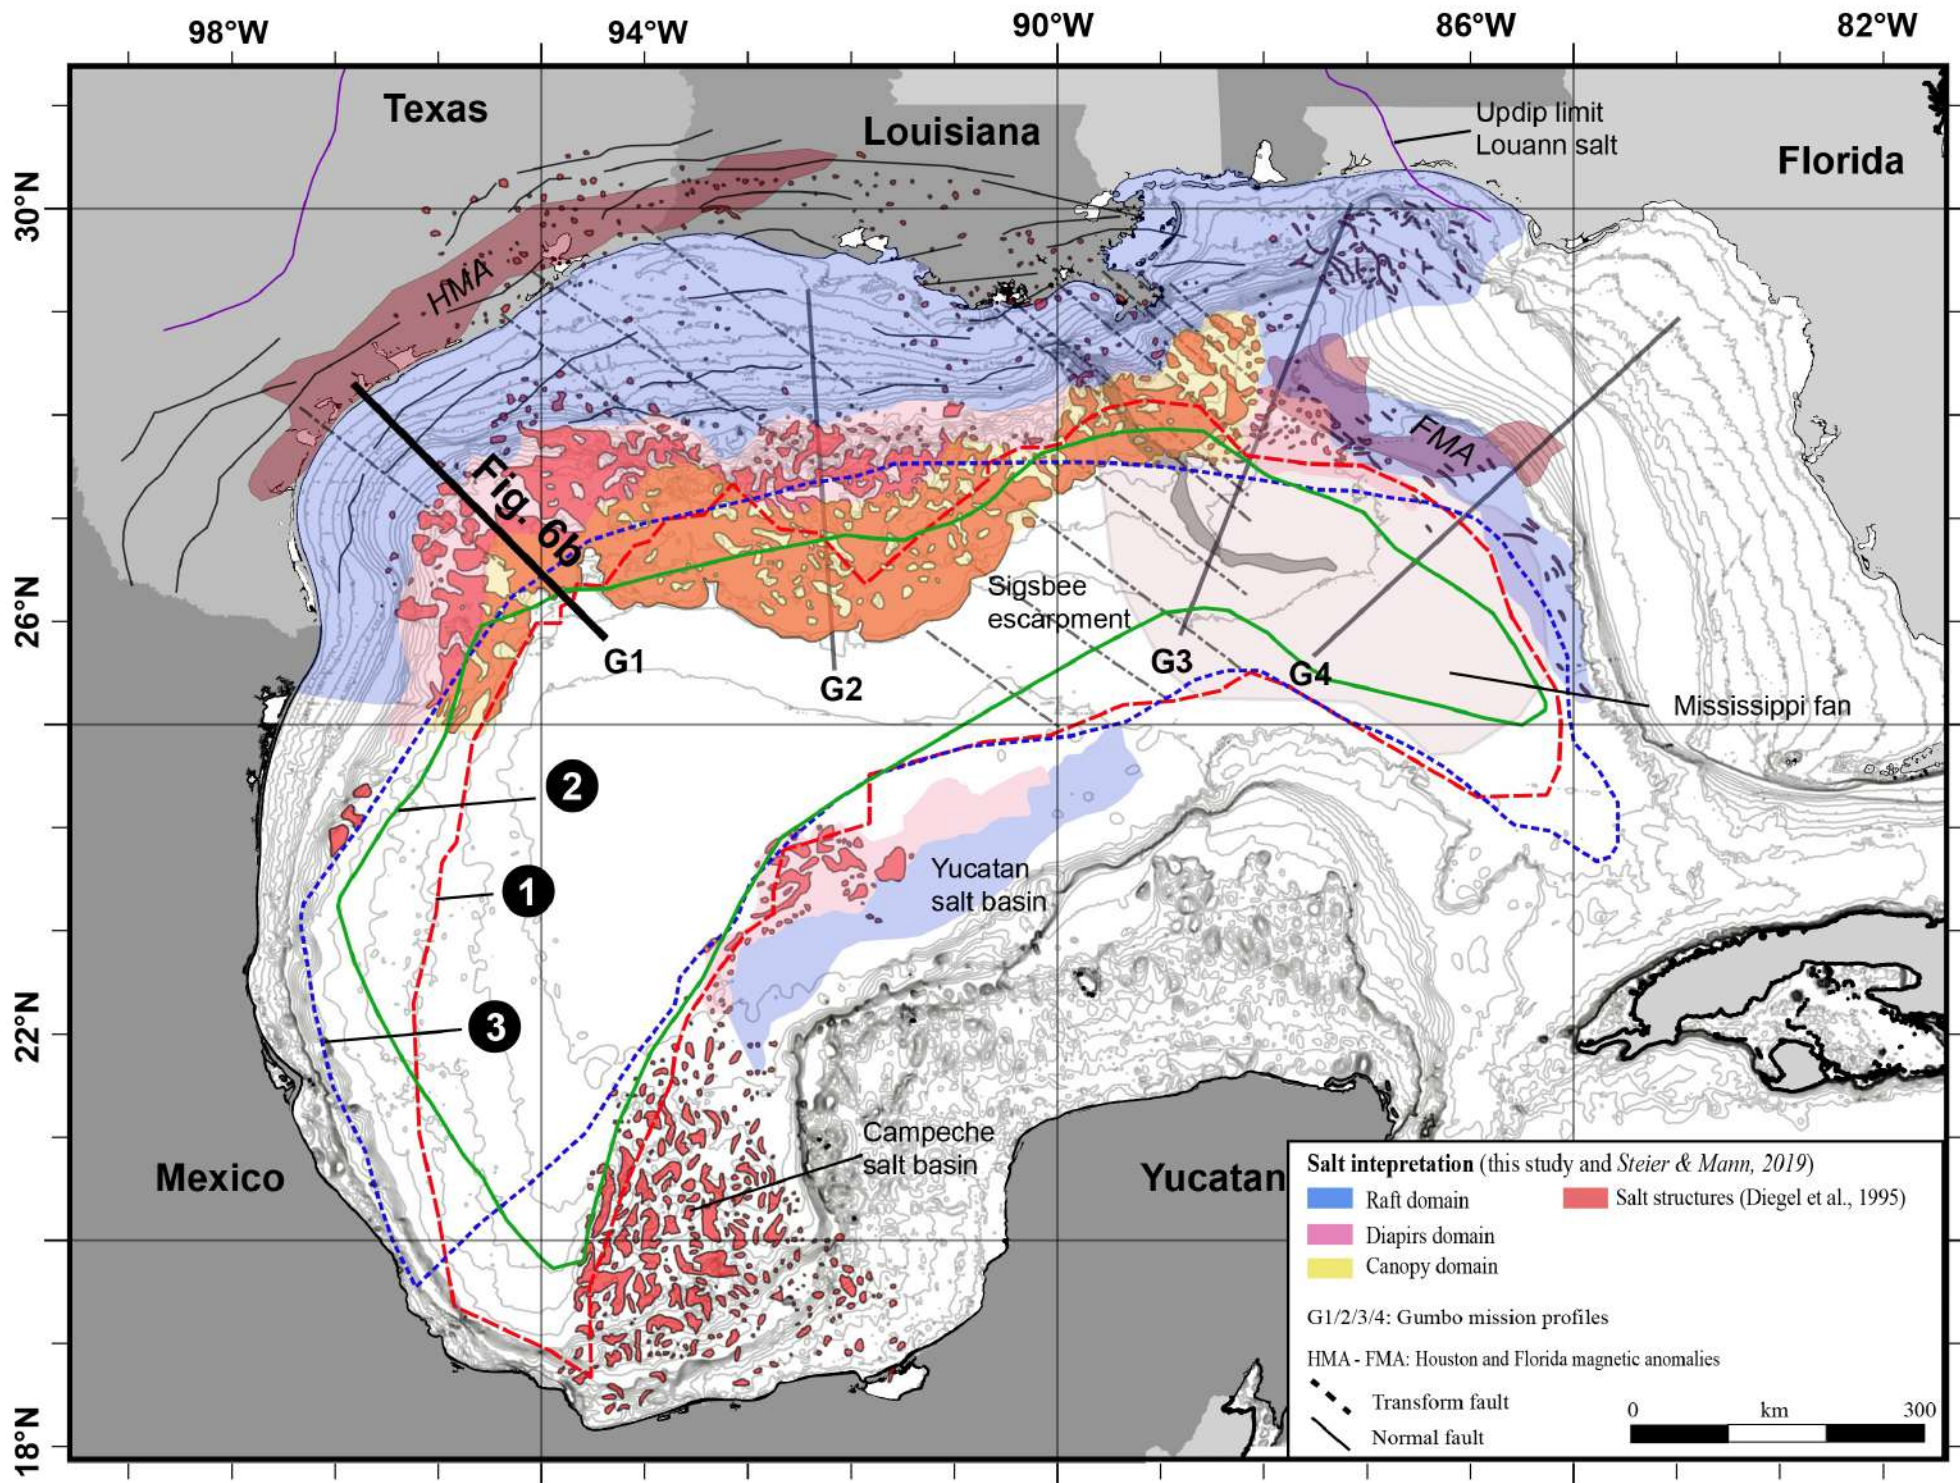 98°W 94°W 90°W 86°W 82°W
Texas
Louisiana
Updip limit
Louann salt
Florida
30°N
HMA
FMA
Fig. 6b
26°N
Sigsbee
escarpment
G1
G2
G3
G4
Mississippi fan
2
1
Yucatan
salt basin
3
22°N
Campeche
salt basin
Mexico
Yucatan
18°N
Salt intepretation (this study and Steier & Mann, 2019)
Raft domain
Salt structures (Diegel et al., 1995)
Diapirs domain
Canopy domain
G1/2/3/4: Gumbo mission profiles
HMA - FMA: Houston and Florida magnetic anomalies
Transform fault
Normal fault
0 km 300